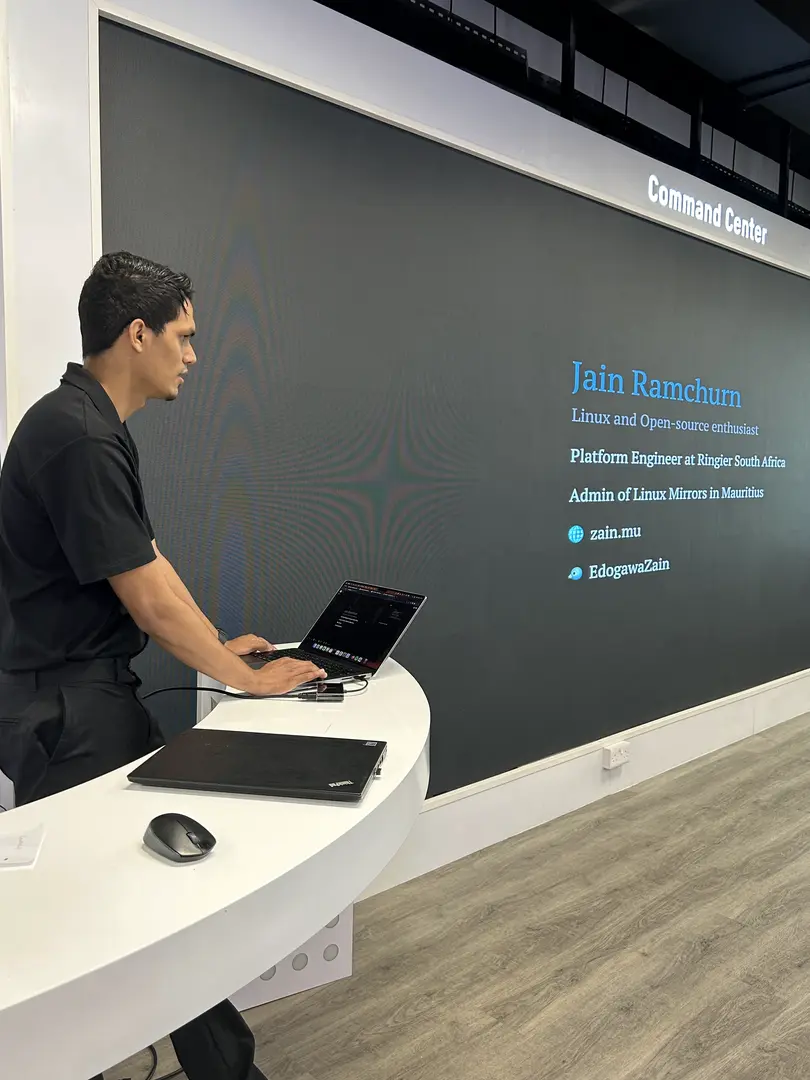 Command Center
Jain Ramchurn
Linux and Open-source enthusiast
Platform Engineer at Ringier South Africa
Admin of Linux Mirrors in Mauritius
zain.mu
EdogawaZain
ThinkPad